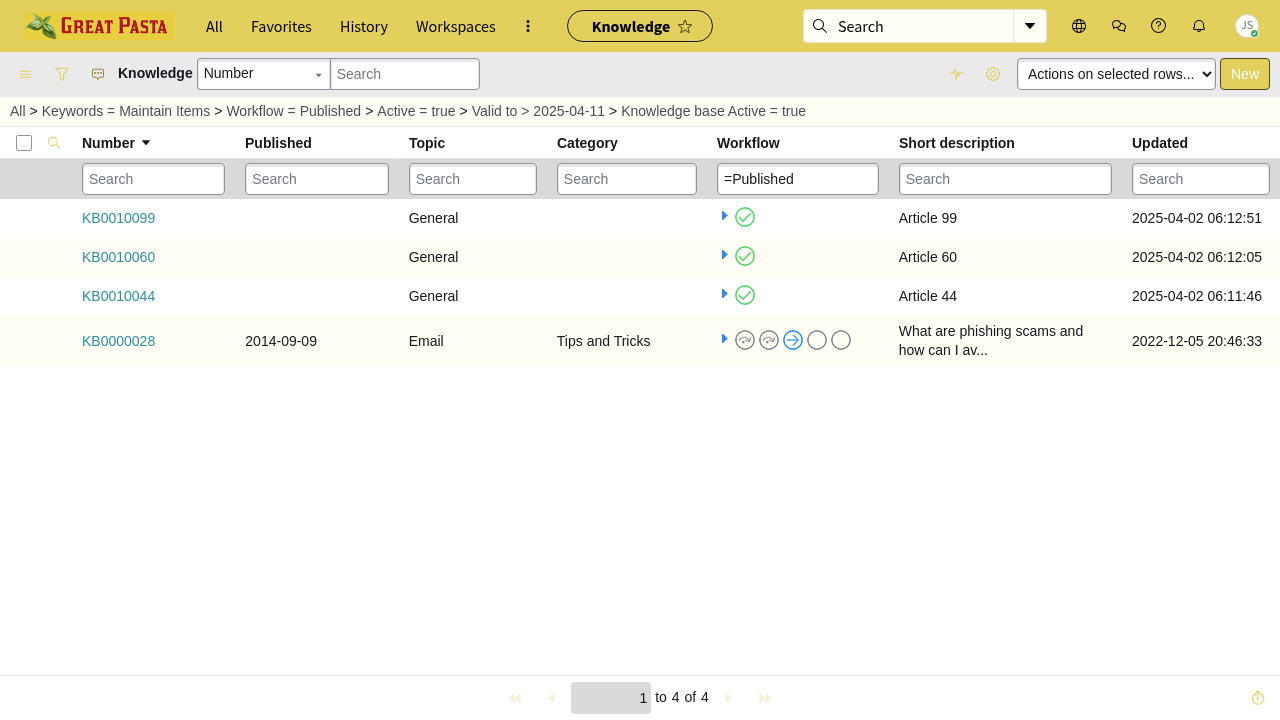 GREAT PASTA All Favorites History Workspaces Knowledge Search JS
Knowledge Number Search Actions on selected rows... New
All > Keywords = Maintain Items > Workflow = Published > Active = true > Valid to > 2025-04-11 > Knowledge base Active = true
Number Published Topic Category Workflow Short description Updated
Search Search Search Search =Published Search Search
KB0010099 General Article 99 2025-04-02 06:12:51
KB0010060 General Article 60 2025-04-02 06:12:05
KB0010044 General Article 44 2025-04-02 06:11:46
KB0000028 2014-09-09 Email Tips and Tricks What are phishing scams and
how can I av... 2022-12-05 20:46:33
1 to 4 of 4